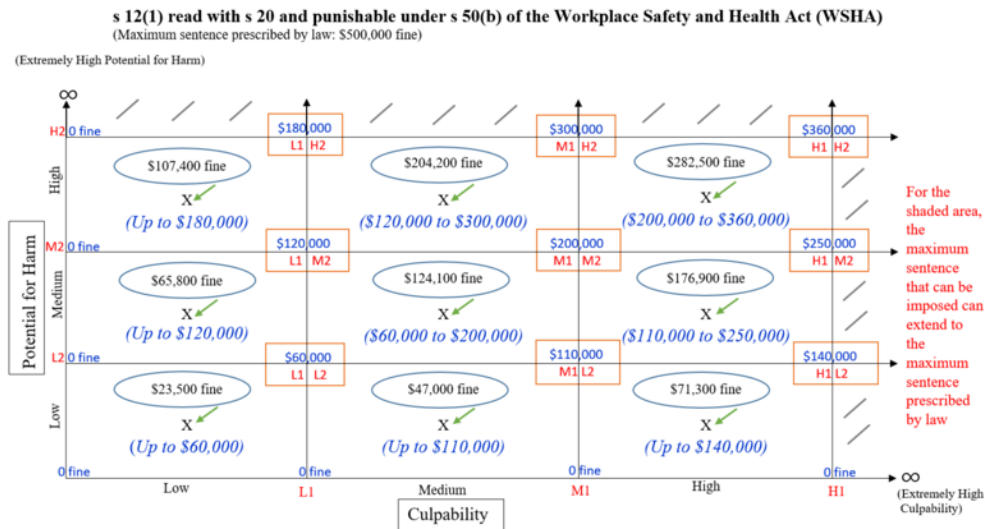 s 12(1) read with s 20 and punishable under s 50(b) of the Workplace Safety and Health Act (WSHA)
(Maximum sentence prescribed by law: $500,000 fine)
(Extremely High Potential for Harm)
∞
H2 0 fine
$180,000
L1 H2
$300,000
M1 H2
$360,000
H1 H2
High
$107,400 fine
X
(Up to $180,000)
$204,200 fine
X
($120,000 to $300,000)
$282,500 fine
X
($200,000 to $360,000)
M2 0 fine
$120,000
L1 M2
$200,000
M1 M2
$250,000
H1 M2
Potential for Harm
Medium
$65,800 fine
X
(Up to $120,000)
$124,100 fine
X
($60,000 to $200,000)
$176,900 fine
X
($110,000 to $250,000)
L2 0 fine
$60,000
L1 L2
$110,000
M1 L2
$140,000
H1 L2
Low
$23,500 fine
X
(Up to $60,000)
$47,000 fine
X
(Up to $110,000)
$71,300 fine
X
(Up to $140,000)
0 fine
0 fine
0 fine
0 fine
∞
Low
L1
Medium
M1
High
H1
(Extremely High
Culpability)
Culpability
For the
shaded area,
the
maximum
sentence
that can be
imposed can
extend to
the
maximum
sentence
prescribed
by law